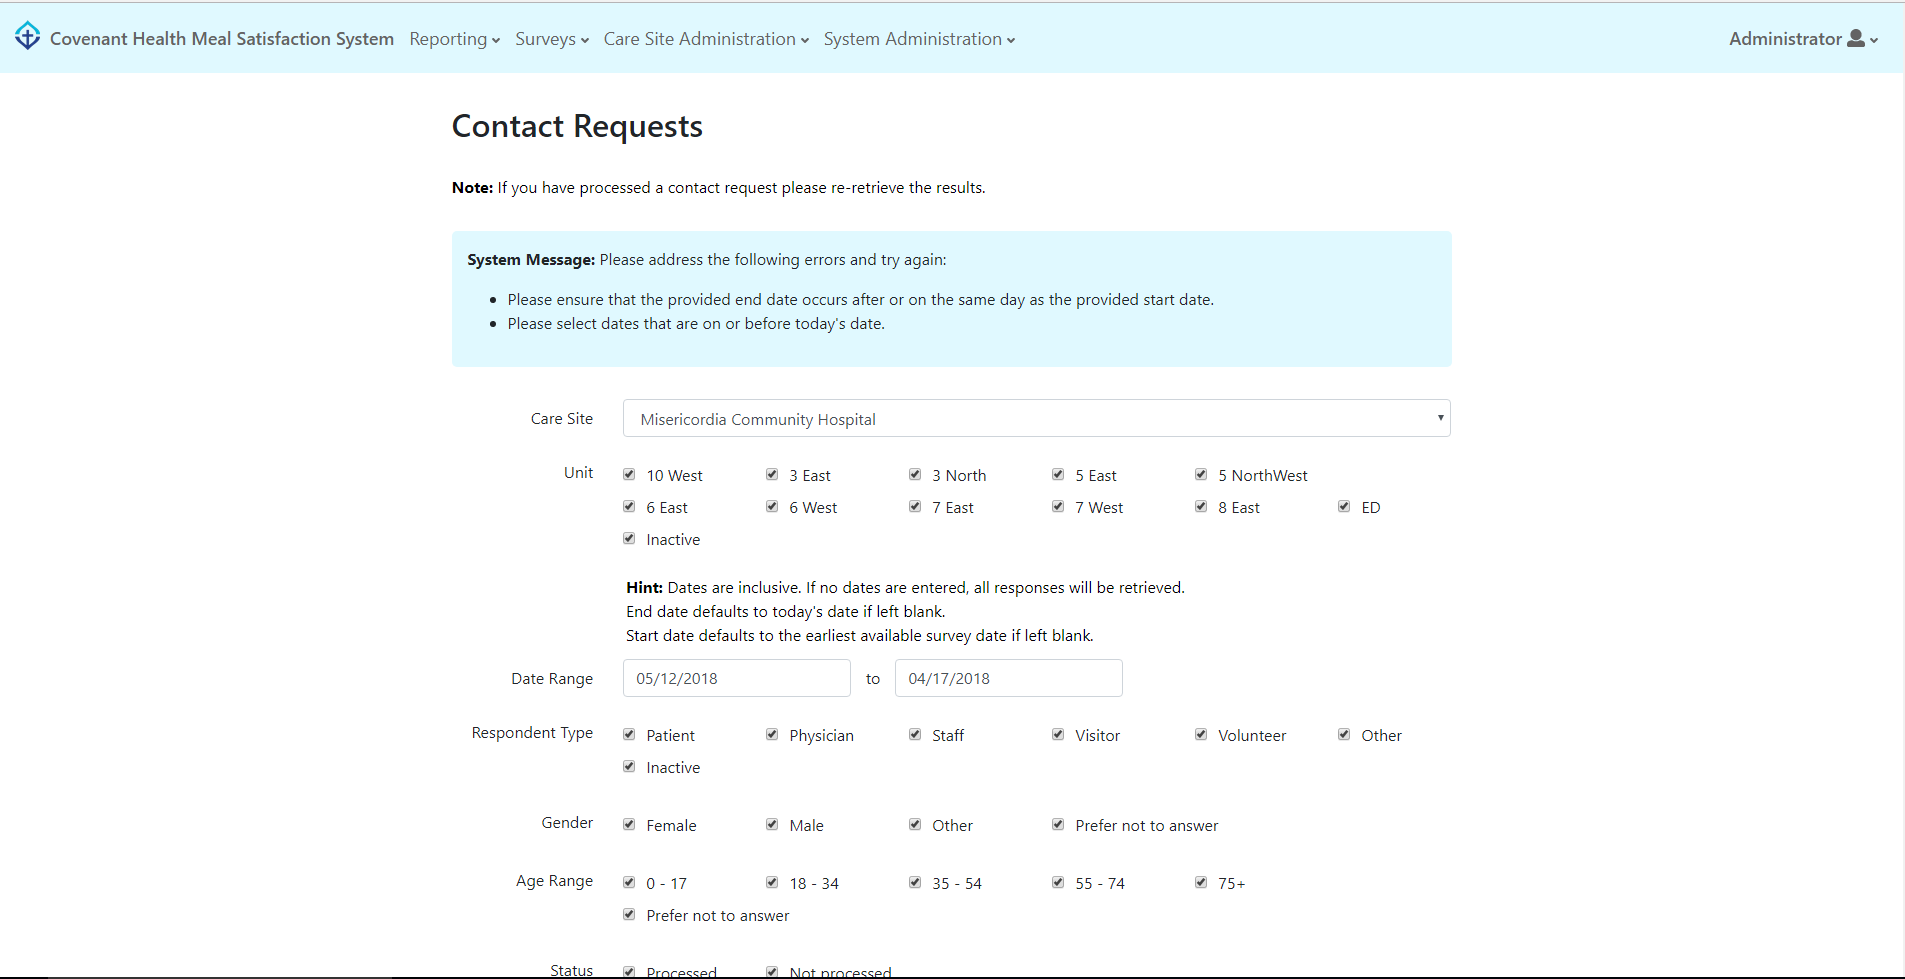 Covenant Health Meal Satisfaction System Reporting Surveys Care Site Administration System Administration Administrator
Contact Requests
Note: If you have processed a contact request please re-retrieve the results.
System Message: Please address the following errors and try again:
Please ensure that the provided end date occurs after or on the same day as the provided start date.
Please select dates that are on or before today's date.
Care Site Misericordia Community Hospital
Unit 10 West 3 East 3 North 5 East 5 NorthWest
6 East 6 West 7 East 7 West 8 East ED
Inactive
Hint: Dates are inclusive. If no dates are entered, all responses will be retrieved.
End date defaults to today's date if left blank.
Start date defaults to the earliest available survey date if left blank.
Date Range 05/12/2018 to 04/17/2018
Respondent Type Patient Physician Staff Visitor Volunteer Other
Inactive
Gender Female Male Other Prefer not to answer
Age Range 0 - 17 18 - 34 35 - 54 55 - 74 75+
Prefer not to answer
Status Processed Not processed